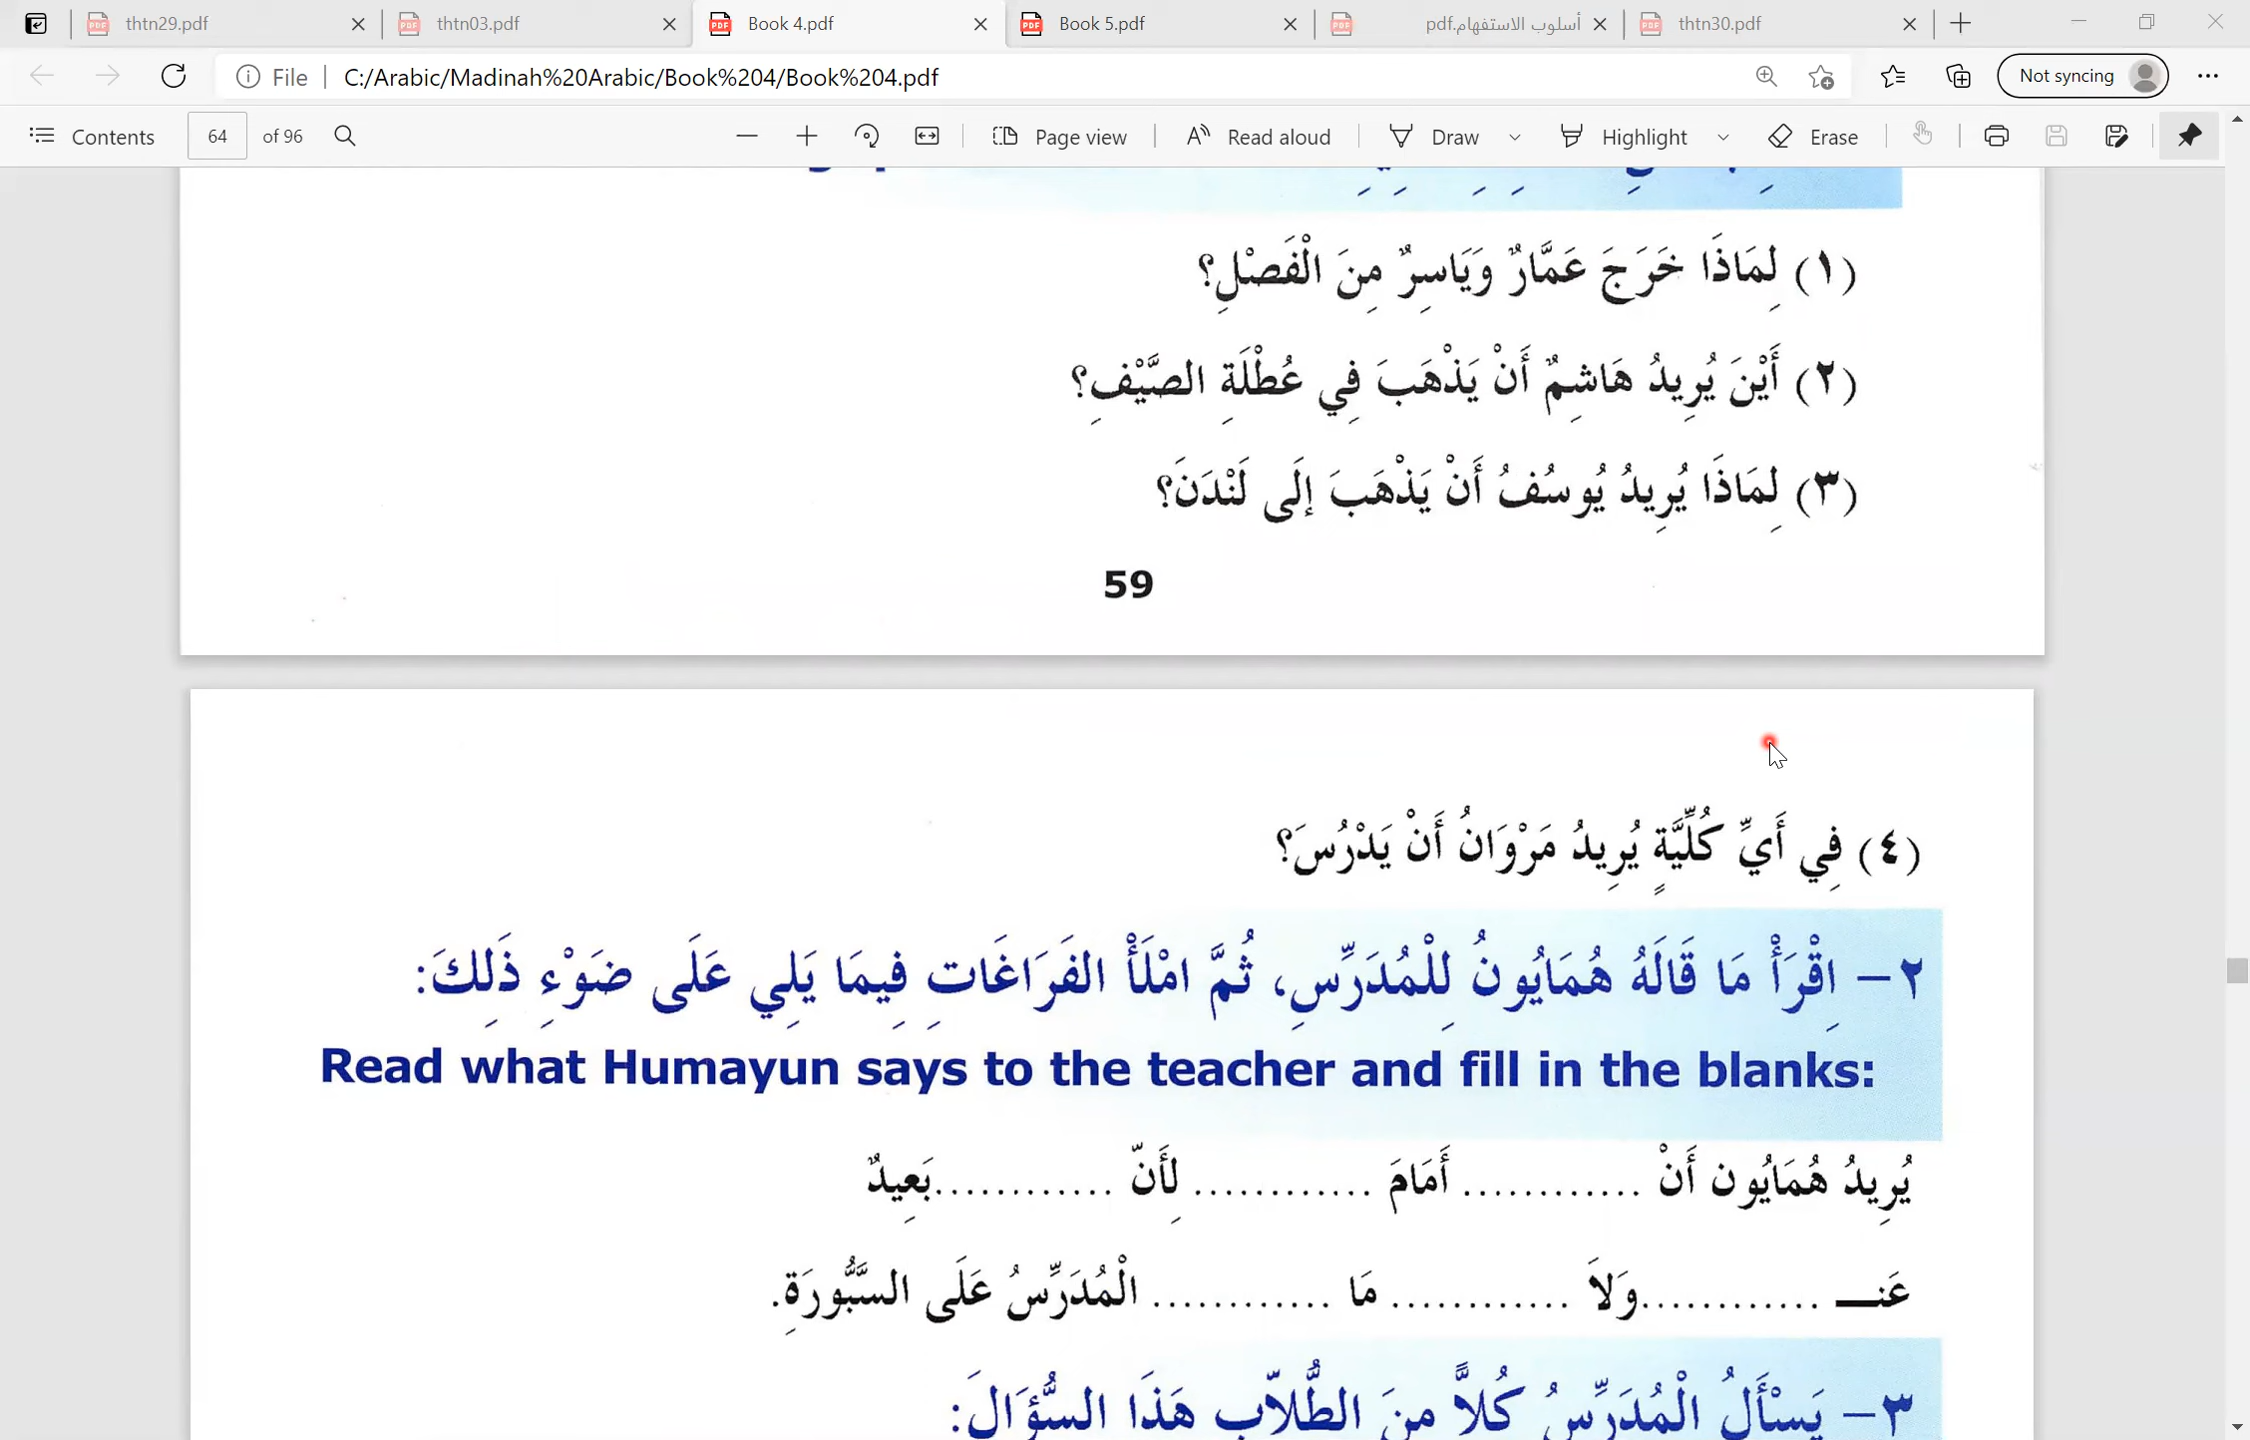 thtn29.pdf
thtn03.pdf
Book 4.pdf
Book 5.pdf
أسلوب الاستفهام.pdf
thtn30.pdf
File
C:/Arabic/Madinah%20Arabic/Book%204/Book%204.pdf
Not syncing
Contents
64 of 96
Page view
Read aloud
Draw
Highlight
Erase
(١) لِمَاذَا خَرَجَ عَمَّارٌ وَيَاسِرٌ مِنَ الْفَصْلِ؟
(٢) أَيْنَ يُرِيدُ هَاشِمٌ أَنْ يَذْهَبَ فِي عُطْلَةِ الصَّيْفِ؟
(٣) لِمَاذَا يُرِيدُ يُوسُفُ أَنْ يَذْهَبَ إِلَى لَنْدَنَ؟
59
(٤) فِي أَيِّ كُلِّيَّةٍ يُرِيدُ مَرْوَانُ أَنْ يَدْرُسَ؟
٢ – اِقْرَأْ مَا قَالَهُ هُمَايُونُ لِلْمُدَرِّسِ، ثُمَّ امْلَأْ الفَرَاغَاتِ فِيمَا يَلِي عَلَى ضَوْءِ ذَلِكَ:
Read what Humayun says to the teacher and fill in the blanks:
يُرِيدُ هُمَايُون أَنْ ............ أَمَامَ ............ لِأَنّ ............بَعِيدٌ
عَنــ ............وَلاَ ............ مَا ............ الْمُدَرِّسُ عَلَى السَّبُّورَةِ.
٣ – يَسْأَلُ الْمُدَرِّسُ كُلاًّ مِنَ الطُّلاّبِ هَذَا السُّؤَالَ: